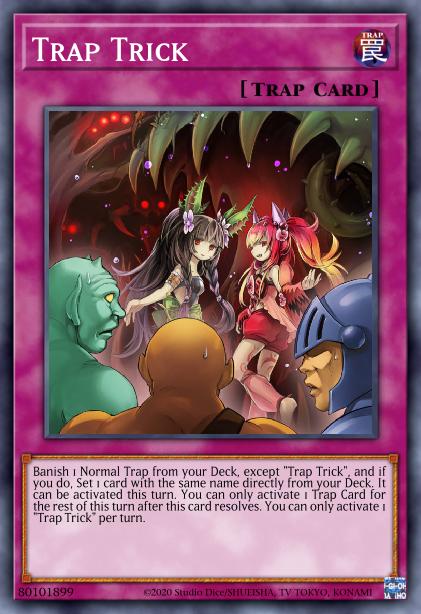 TRAP TRICK
TRAP
罠
[TRAP CARD]
Banish 1 Normal Trap from your Deck, except "Trap Trick", and if
you do, Set 1 card with the same name directly from your Deck. It
can be activated this turn. You can only activate 1 Trap Card for
the rest of this turn after this card resolves. You can only activate 1
"Trap Trick" per turn.
80101899
©2020 Studio Dice/SHUEISHA, TV TOKYO, KONAMI